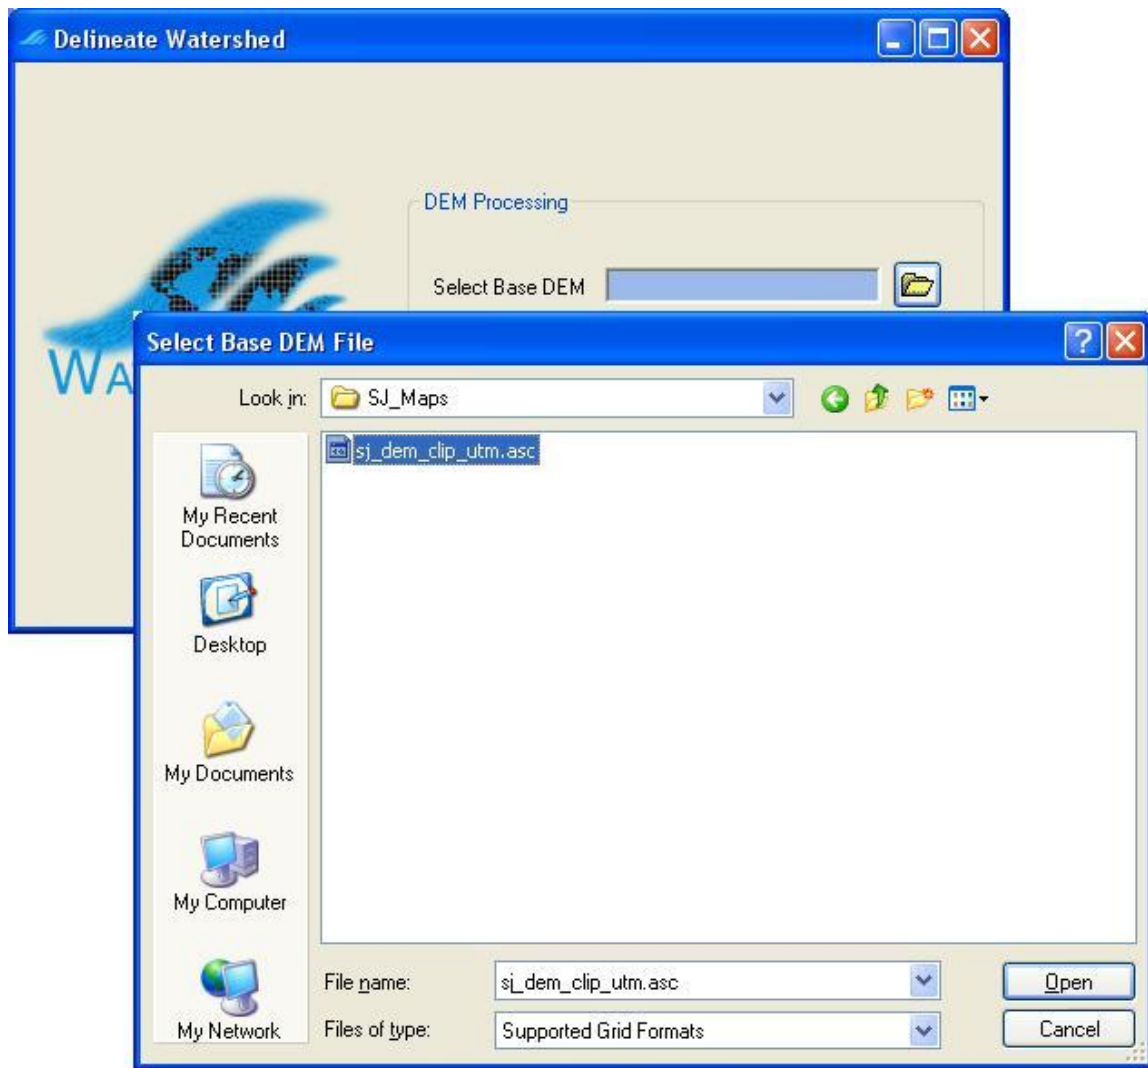 Delineate Watershed
DEM Processing
Select Base DEM
WA
Select Base DEM File
Look in: SJ_Maps
sj_dem_clip_utm.asc
My Recent
Documents
Desktop
My Documents
My Computer
My Network
File name: sj_dem_clip_utm.asc
Open
Files of type: Supported Grid Formats
Cancel